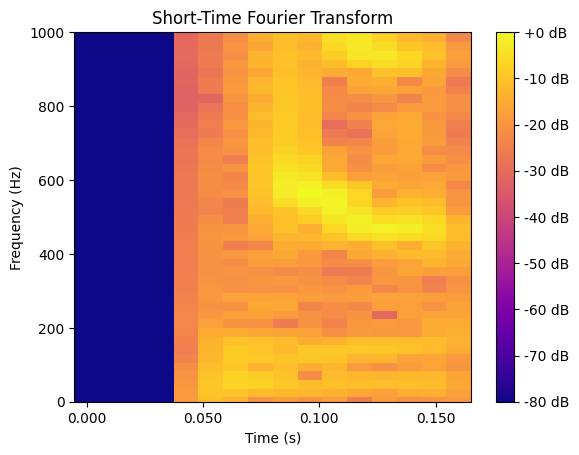 Short-Time Fourier Transform
1000
800
600
400
200
0
Frequency (Hz)
0.000
0.050
0.100
0.150
Time (s)
+0 dB
-10 dB
-20 dB
-30 dB
-40 dB
-50 dB
-60 dB
-70 dB
-80 dB